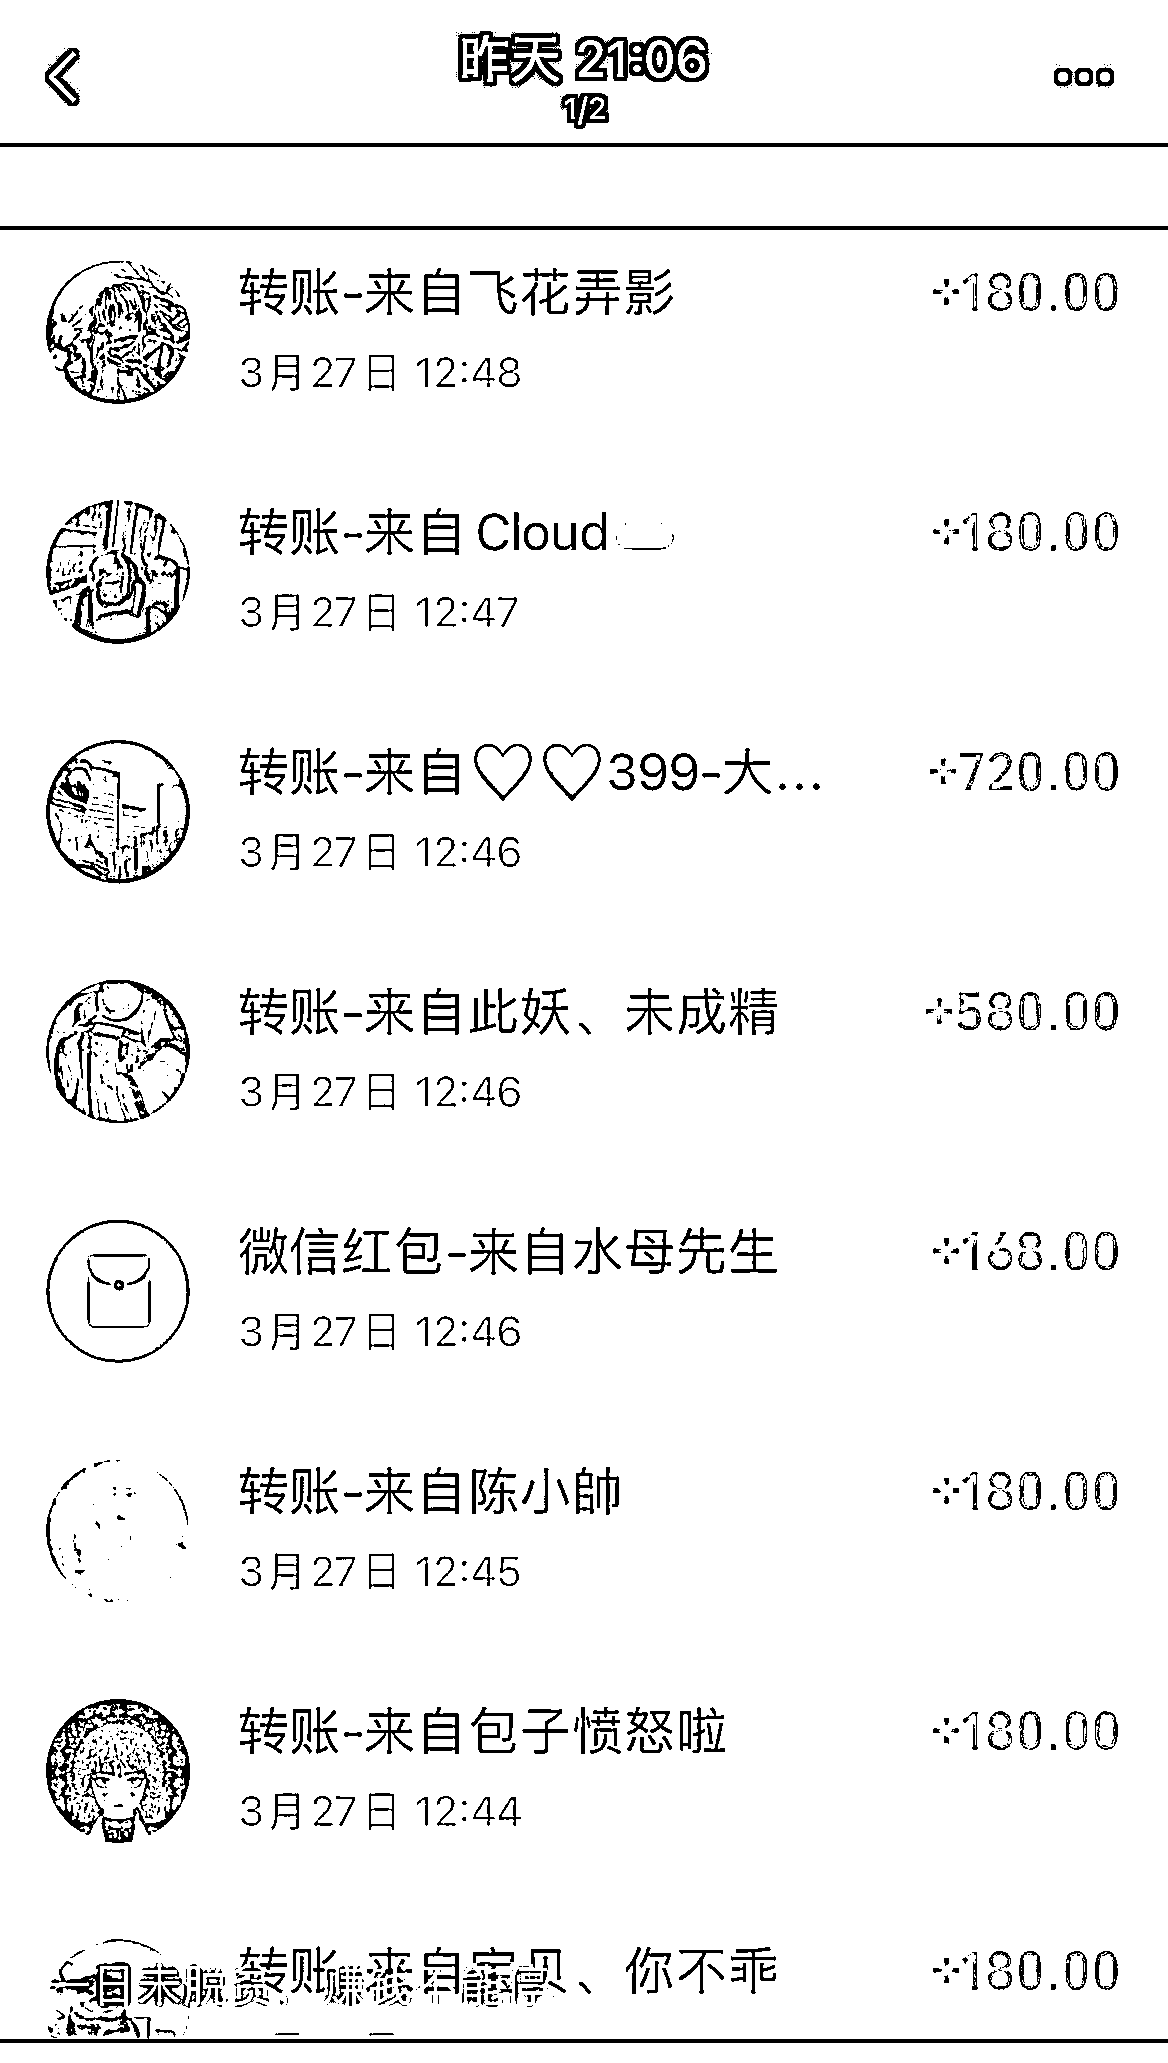 昨天 21:06
1/2
转账-来自飞花弄影 +180.00
3月27日 12:48
转账-来自 Cloud +180.00
3月27日 12:47
转账-来自♡♡399-大... +720.00
3月27日 12:46
转账-来自此妖、未成精 +580.00
3月27日 12:46
微信红包-来自水母先生 +168.00
3月27日 12:46
转账-来自陈小帥 +180.00
3月27日 12:45
转账-来自包子愤怒啦 +180.00
3月27日 12:44
转账-来自宝贝、你不乖 +180.00
目未脱贫，赚钱不能停